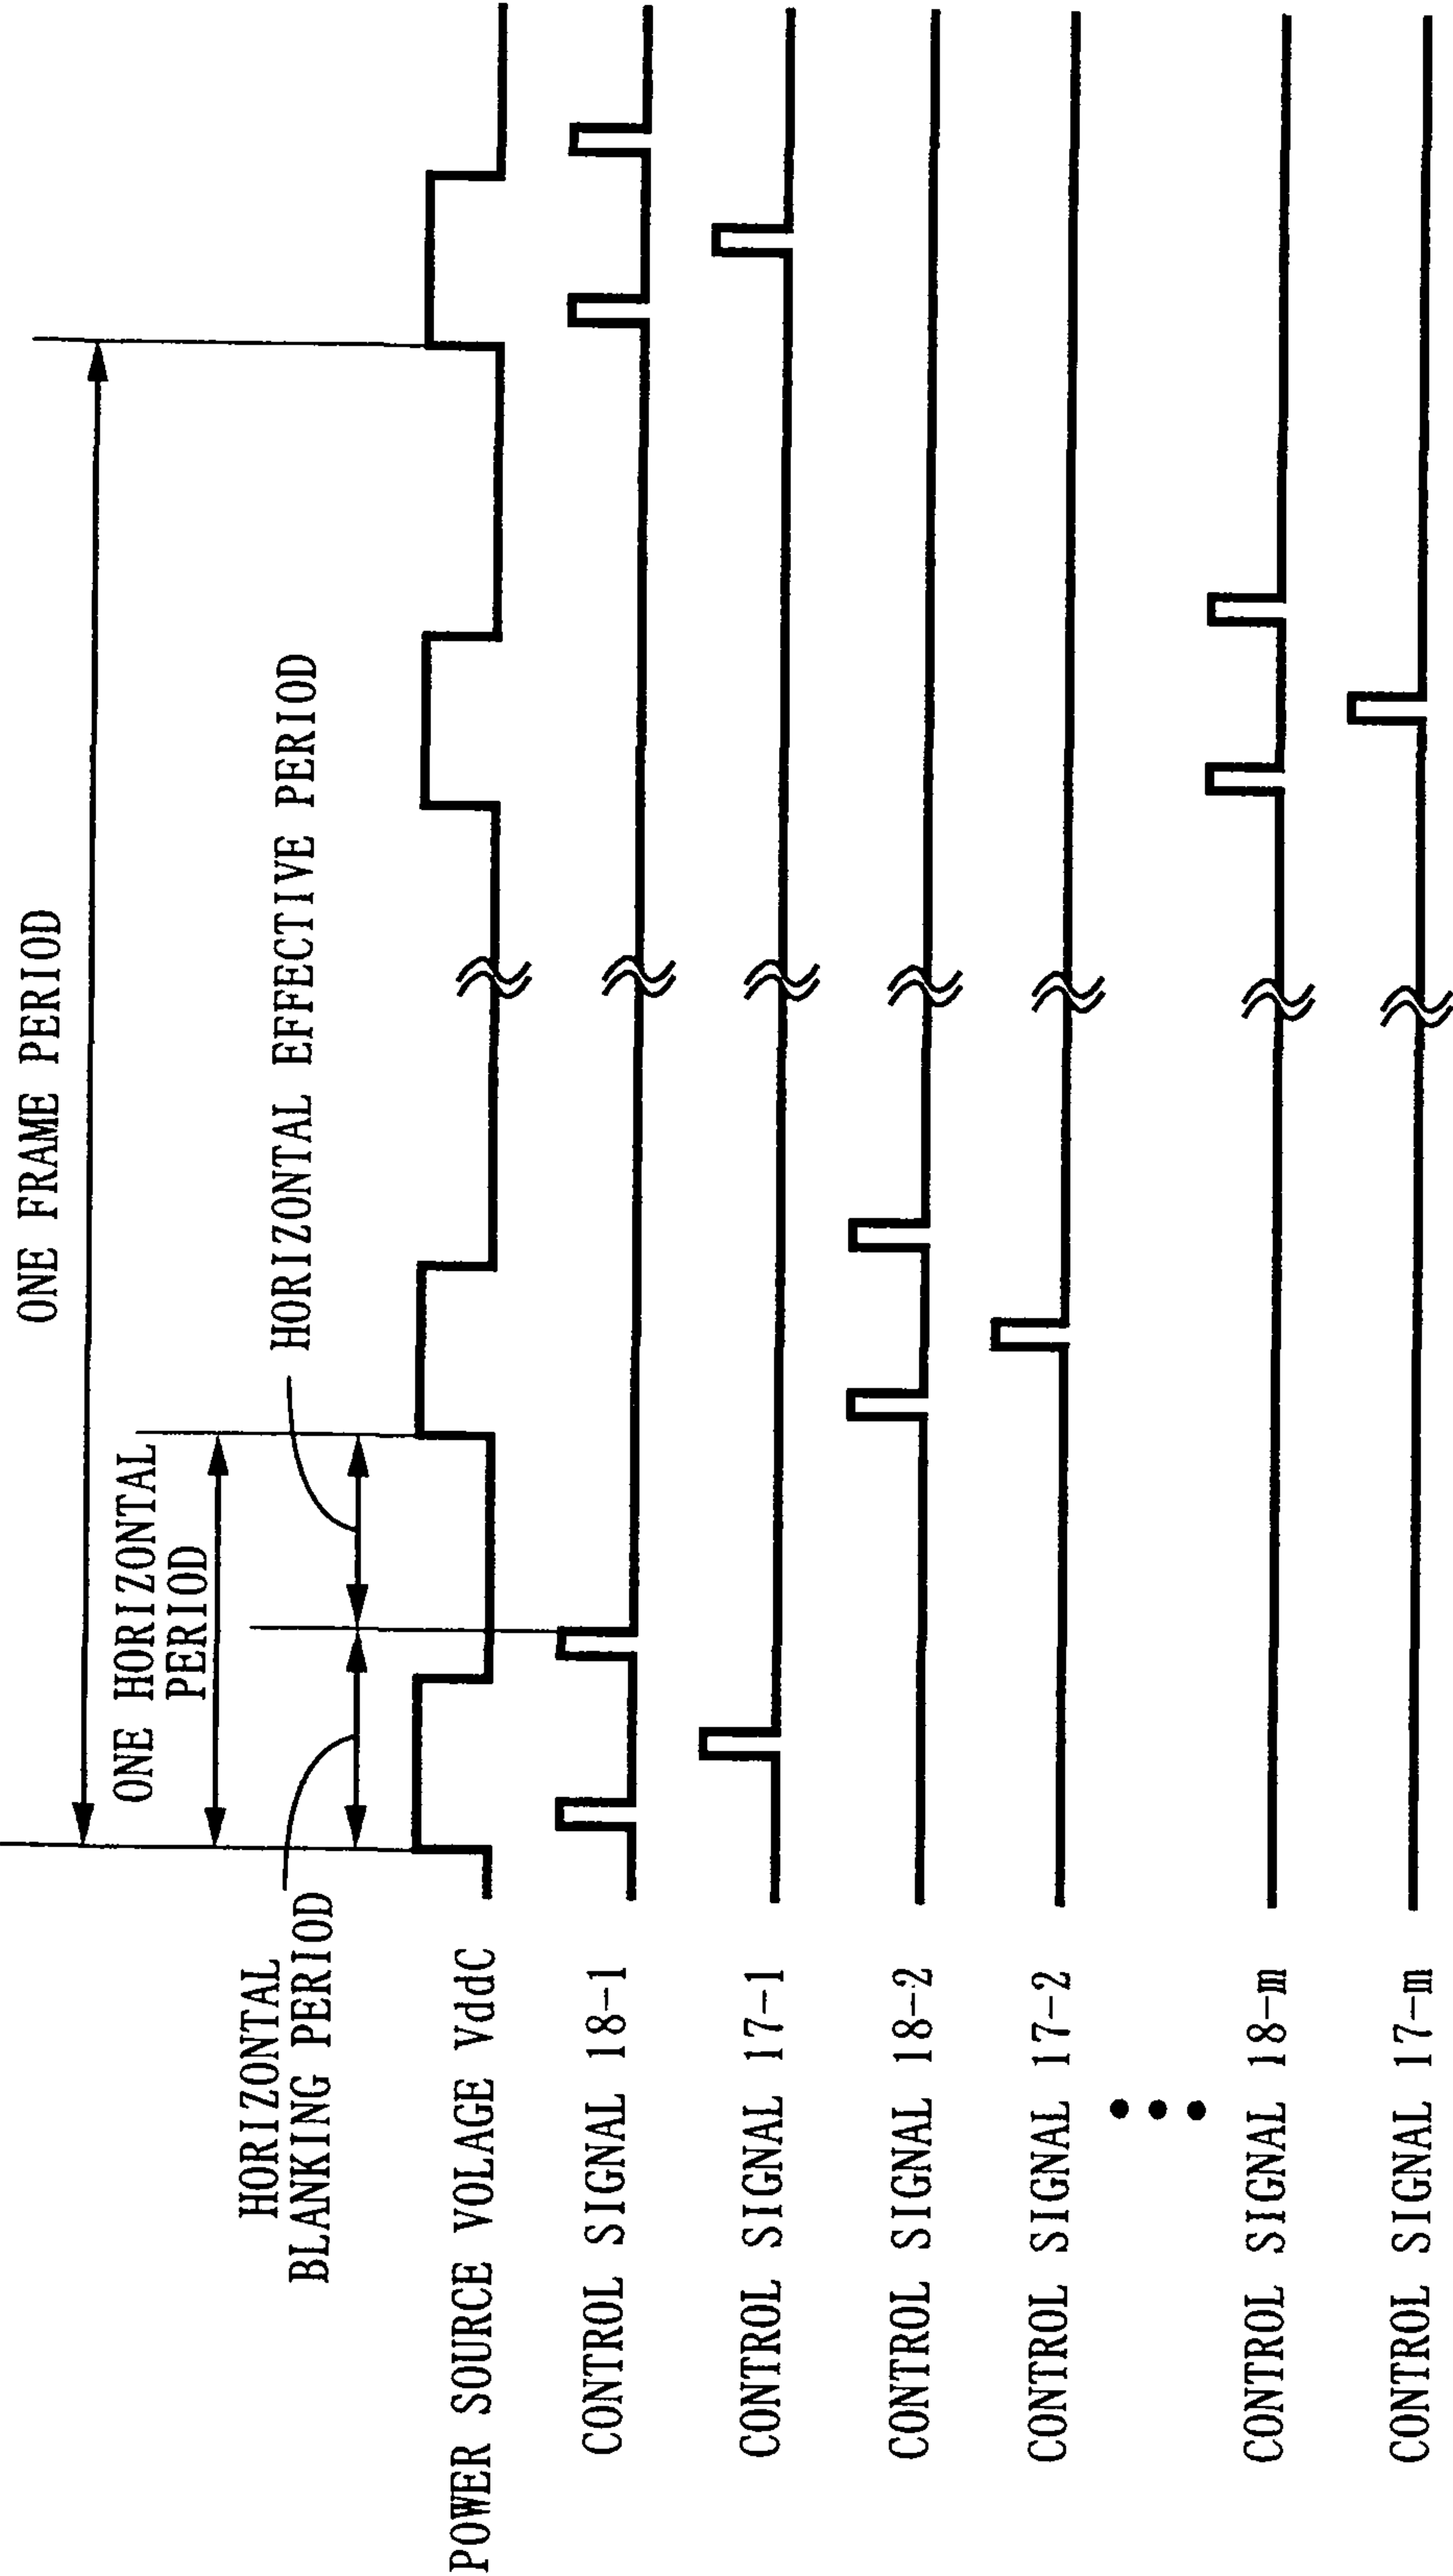 ONE FRAME PERIOD
ONE HORIZONTAL
PERIOD
HORIZONTAL EFFECTIVE PERIOD
HORIZONTAL
BLANKING PERIOD
POWER SOURCE VOLAGE VddC
CONTROL SIGNAL 18-1
CONTROL SIGNAL 17-1
CONTROL SIGNAL 18-2
CONTROL SIGNAL 17-2
CONTROL SIGNAL 18-m
CONTROL SIGNAL 17-m